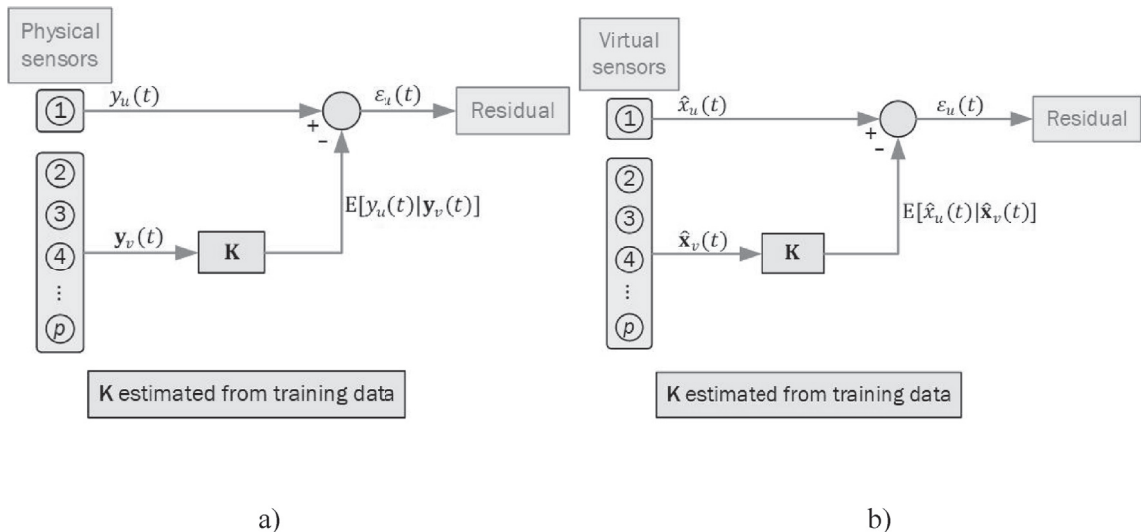 Physical
sensors
① y_u(t)
+
−
ε_u(t)
Residual
②
③
④
⋮
p
𝐲_v(t)
K
E[y_u(t)|𝐲_v(t)]
K estimated from training data
a)
Virtual
sensors
① x̂_u(t)
+
−
ε_u(t)
Residual
②
③
④
⋮
p
𝐱̂_v(t)
K
E[x̂_u(t)|𝐱̂_v(t)]
K estimated from training data
b)